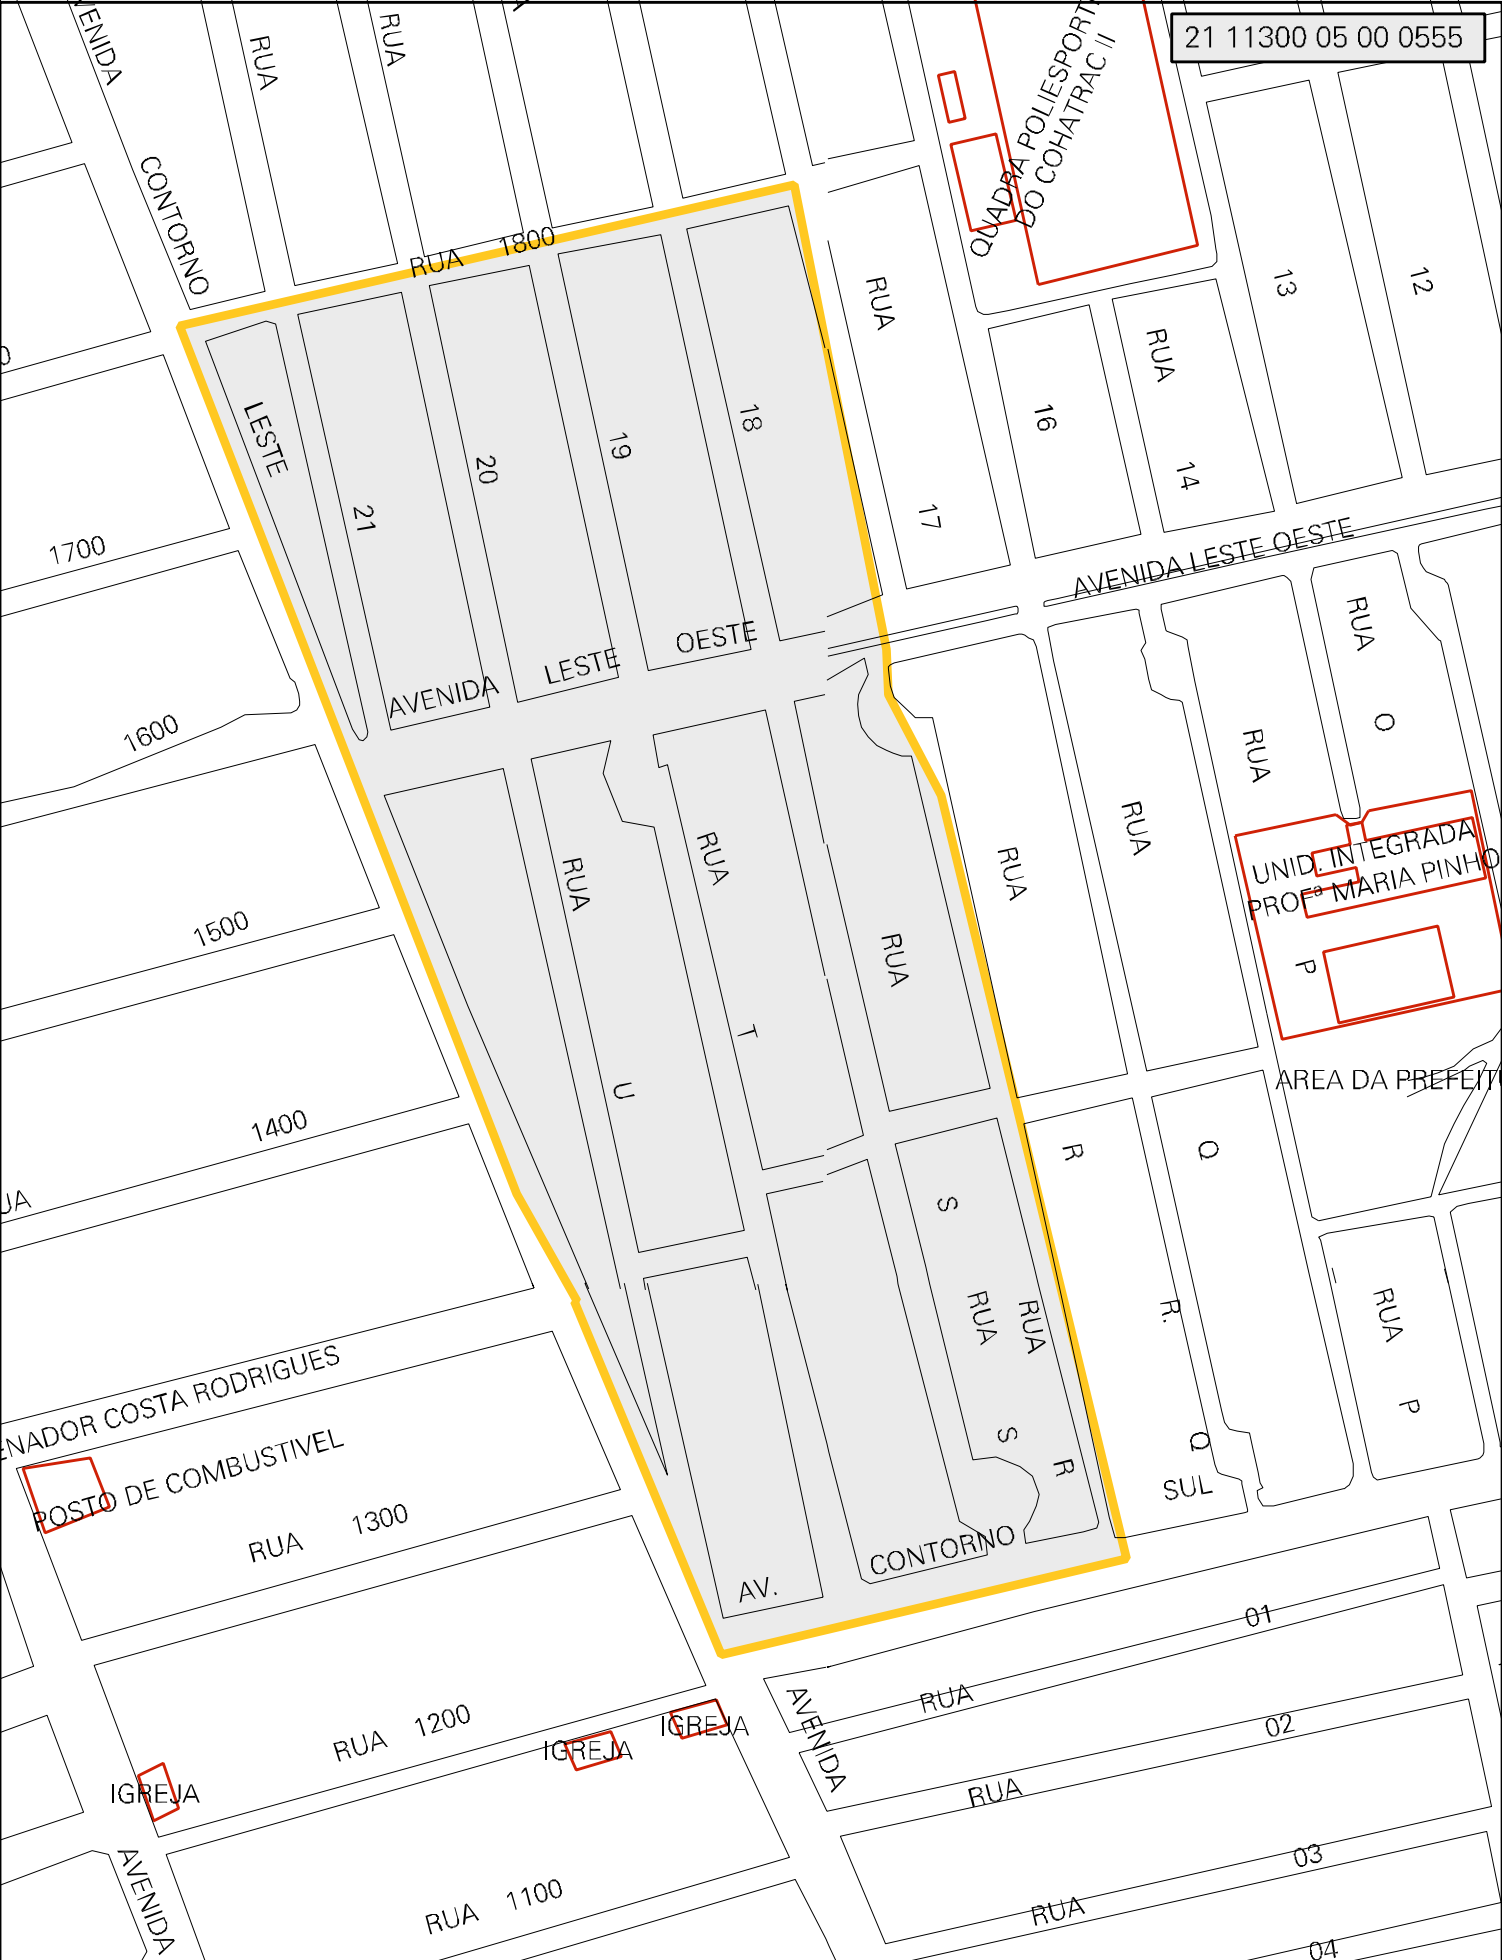 21 11300 05 00 0555
RUA
RUA
CONTORNO
QUADRA POLIESPORT
DO COHATRAC II
RUA 1800
RUA
13
12
RUA
LESTE
21
20
19
18
16
14
17
1700
AVENIDA LESTE OESTE
AVENIDA LESTE OESTE
1600
RUA
O
RUA
RUA
RUA
RUA
RUA
RUA
UNID. INTEGRADA
PROFª MARIA PINHO
1500
P
T
U
1400
R
Q
S
RUA
RUA
R.
RUA
P
S
R
Q
SUL
CONTORNO
AV.
COSTA RODRIGUES
POSTO DE COMBUSTIVEL
RUA 1300
RUA 01
RUA 1200
IGREJA
IGREJA
IGREJA
AVENIDA
RUA 02
AVENIDA
RUA 1100
RUA 03
04
AREA DA